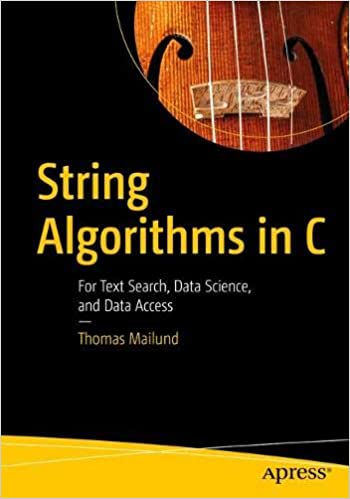 String
Algorithms in C
For Text Search, Data Science,
and Data Access
—
Thomas Mailund
Apress®